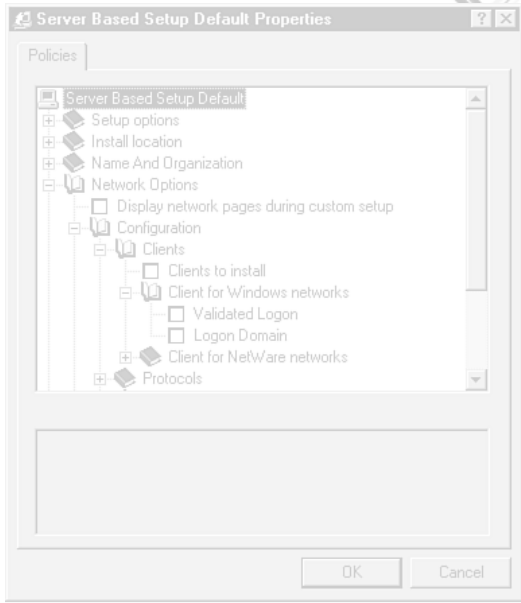 Server Based Setup Default Properties
Policies
Server Based Setup Default
Setup options
Install location
Name And Organization
Network Options
Display network pages during custom setup
Configuration
Clients
Clients to install
Client for Windows networks
Validated Logon
Logon Domain
Client for NetWare networks
Protocols
OK Cancel